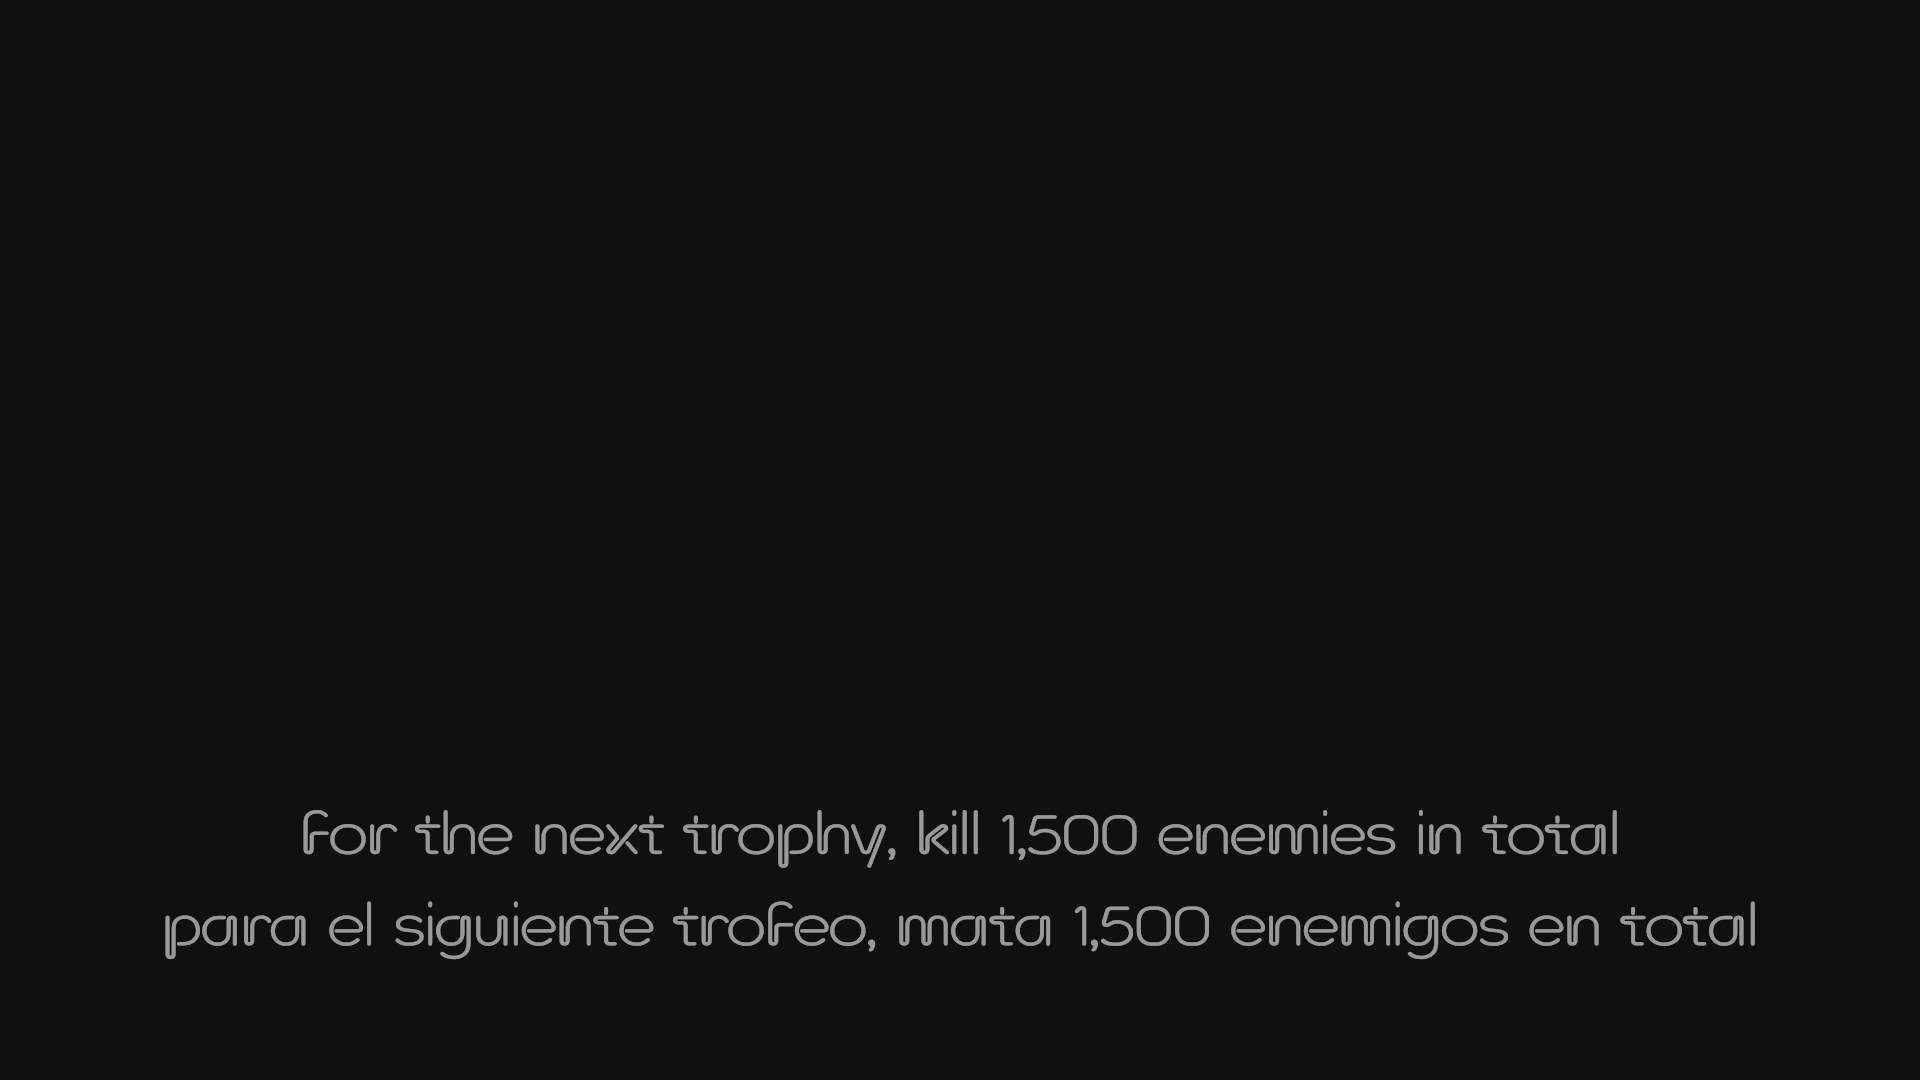 for the next trophy, kill 1,500 enemies in total
para el siguiente trofeo, mata 1,500 enemigos en total